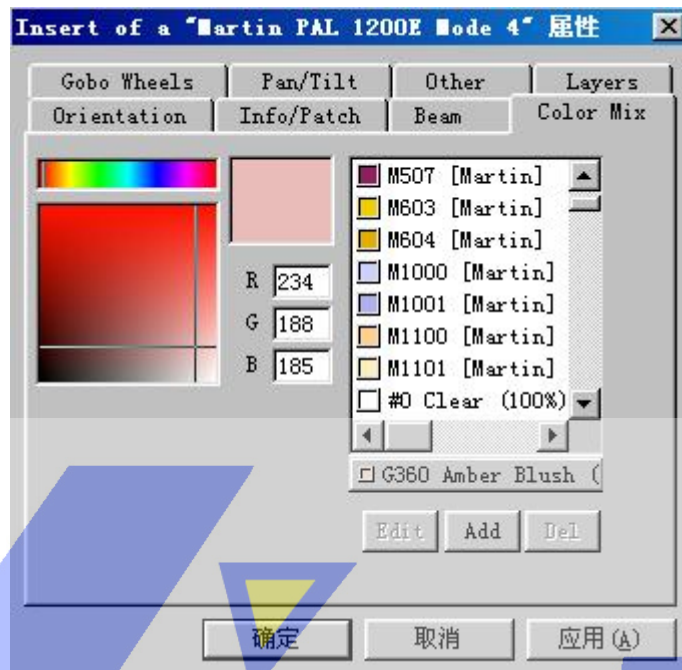 Insert of a "Martin PAL 1200E Mode 4" 属性
Gobo Wheels
Pan/Tilt
Other
Layers
Orientation
Info/Patch
Beam
Color Mix
R 234
G 188
B 185
M507 [Martin]
M603 [Martin]
M604 [Martin]
M1000 [Martin]
M1001 [Martin]
M1100 [Martin]
M1101 [Martin]
#0 Clear (100%)
G360 Amber Blush (
Edit
Add
Del
确定
取消
应用(A)